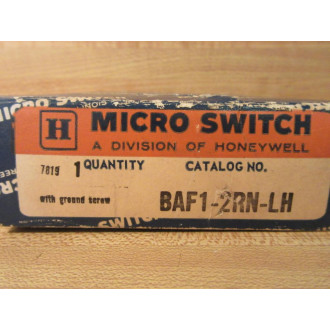 H MICRO SWITCH
A DIVISION OF HONEYWELL
7819 1 QUANTITY CATALOG NO.
with ground screw BAF1-2RN-LH